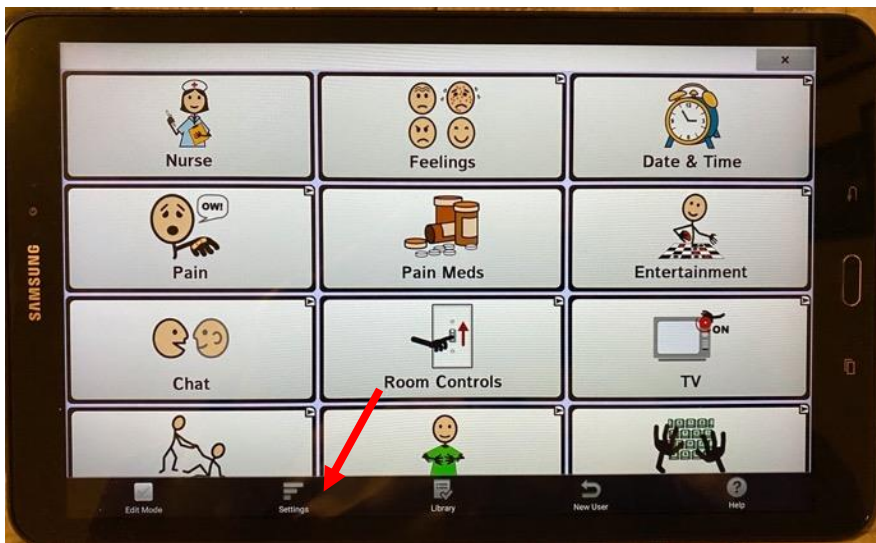 ×
Nurse
Feelings
Date & Time
OW!
Pain
Pain Meds
Entertainment
Chat
Room Controls
ON
TV
Edit Mode
Settings
Library
New User
Help
SAMSUNG